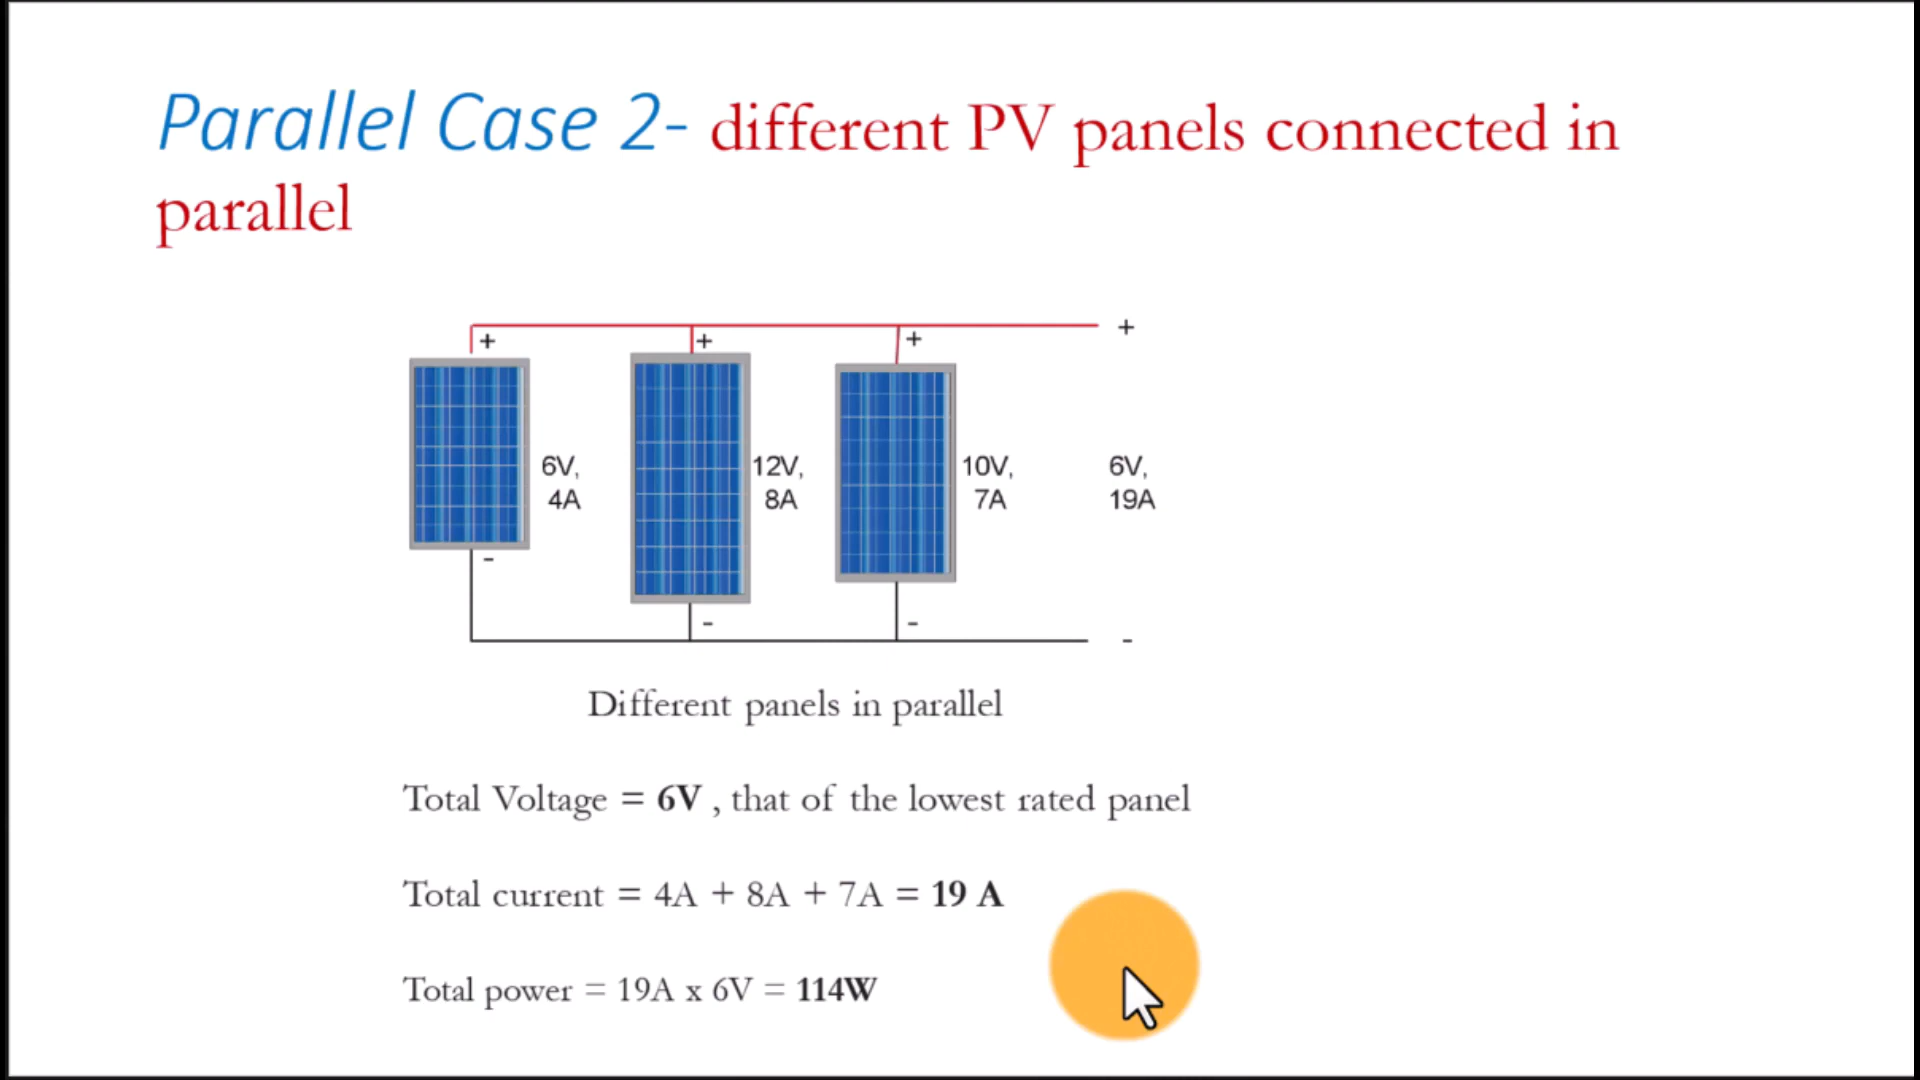 Parallel Case 2- different PV panels connected in
parallel
+ + + +
6V, 12V, 10V, 6V,
4A 8A 7A 19A
-
- - -
Different panels in parallel
Total Voltage = 6V , that of the lowest rated panel
Total current = 4A + 8A + 7A = 19 A
Total power = 19A x 6V = 114W